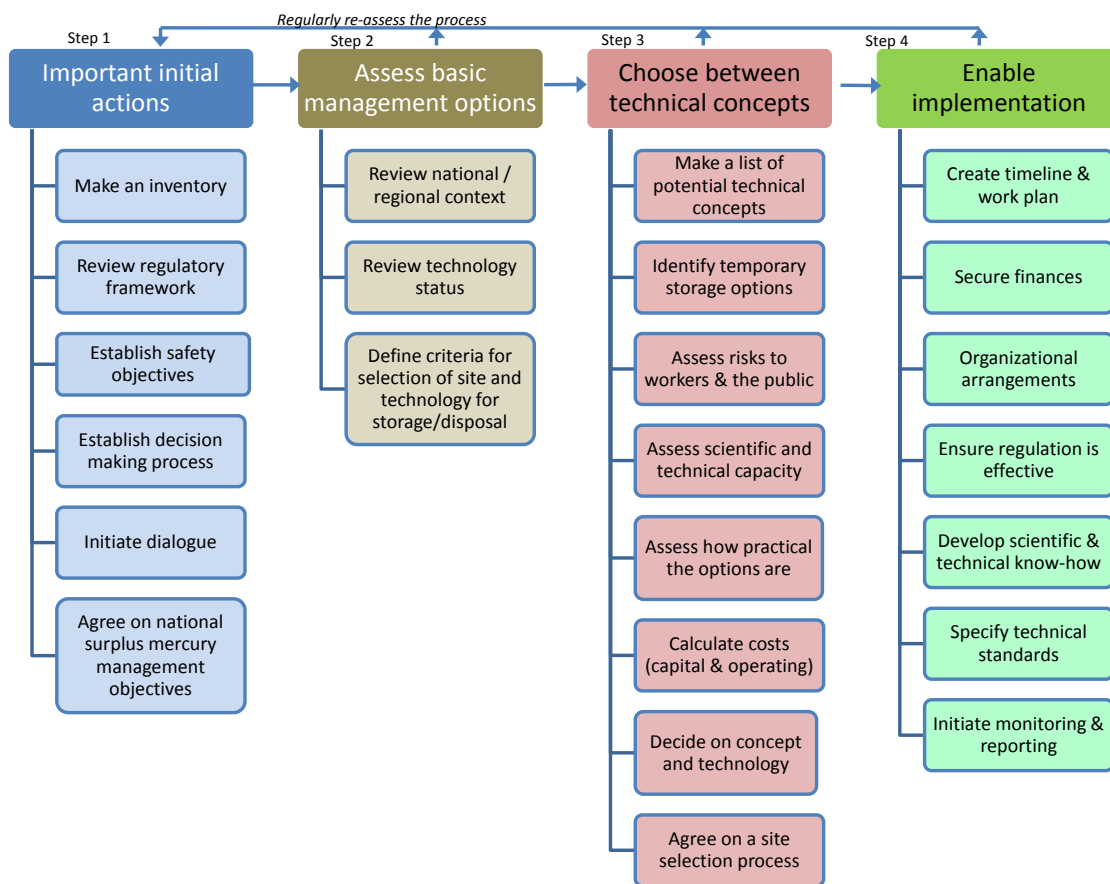 Regularly re-assess the process
Step 1
Important initial
actions
Make an inventory
Review regulatory
framework
Establish safety
objectives
Establish decision
making process
Initiate dialogue
Agree on national
surplus mercury
management
objectives
Step 2
Assess basic
management options
Review national /
regional context
Review technology
status
Define criteria for
selection of site and
technology for
storage/disposal
Step 3
Choose between
technical concepts
Make a list of
potential technical
concepts
Identify temporary
storage options
Assess risks to
workers & the public
Assess scientific and
technical capacity
Assess how practical
the options are
Calculate costs
(capital & operating)
Decide on concept
and technology
Agree on a site
selection process
Step 4
Enable
implementation
Create timeline &
work plan
Secure finances
Organizational
arrangements
Ensure regulation is
effective
Develop scientific &
technical know-how
Specify technical
standards
Initiate monitoring &
reporting